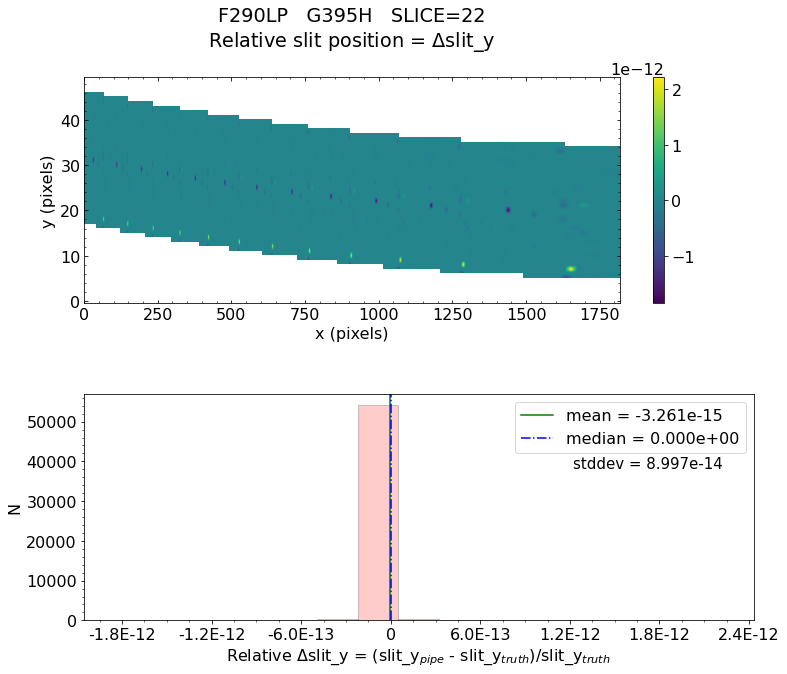 F290LP   G395H   SLICE=22
Relative slit position = Δslit_y
1e−12
40
30
20
10
0
y (pixels)
0 250 500 750 1000 1250 1500 1750
x (pixels)
2
1
0
−1
50000
40000
30000
20000
10000
0
N
mean = -3.261e-15
median = 0.000e+00
stddev = 8.997e-14
-1.8E-12 -1.2E-12 -6.0E-13 0 6.0E-13 1.2E-12 1.8E-12 2.4E-12
Relative Δslit_y = (slit_y_pipe - slit_y_truth)/slit_y_truth